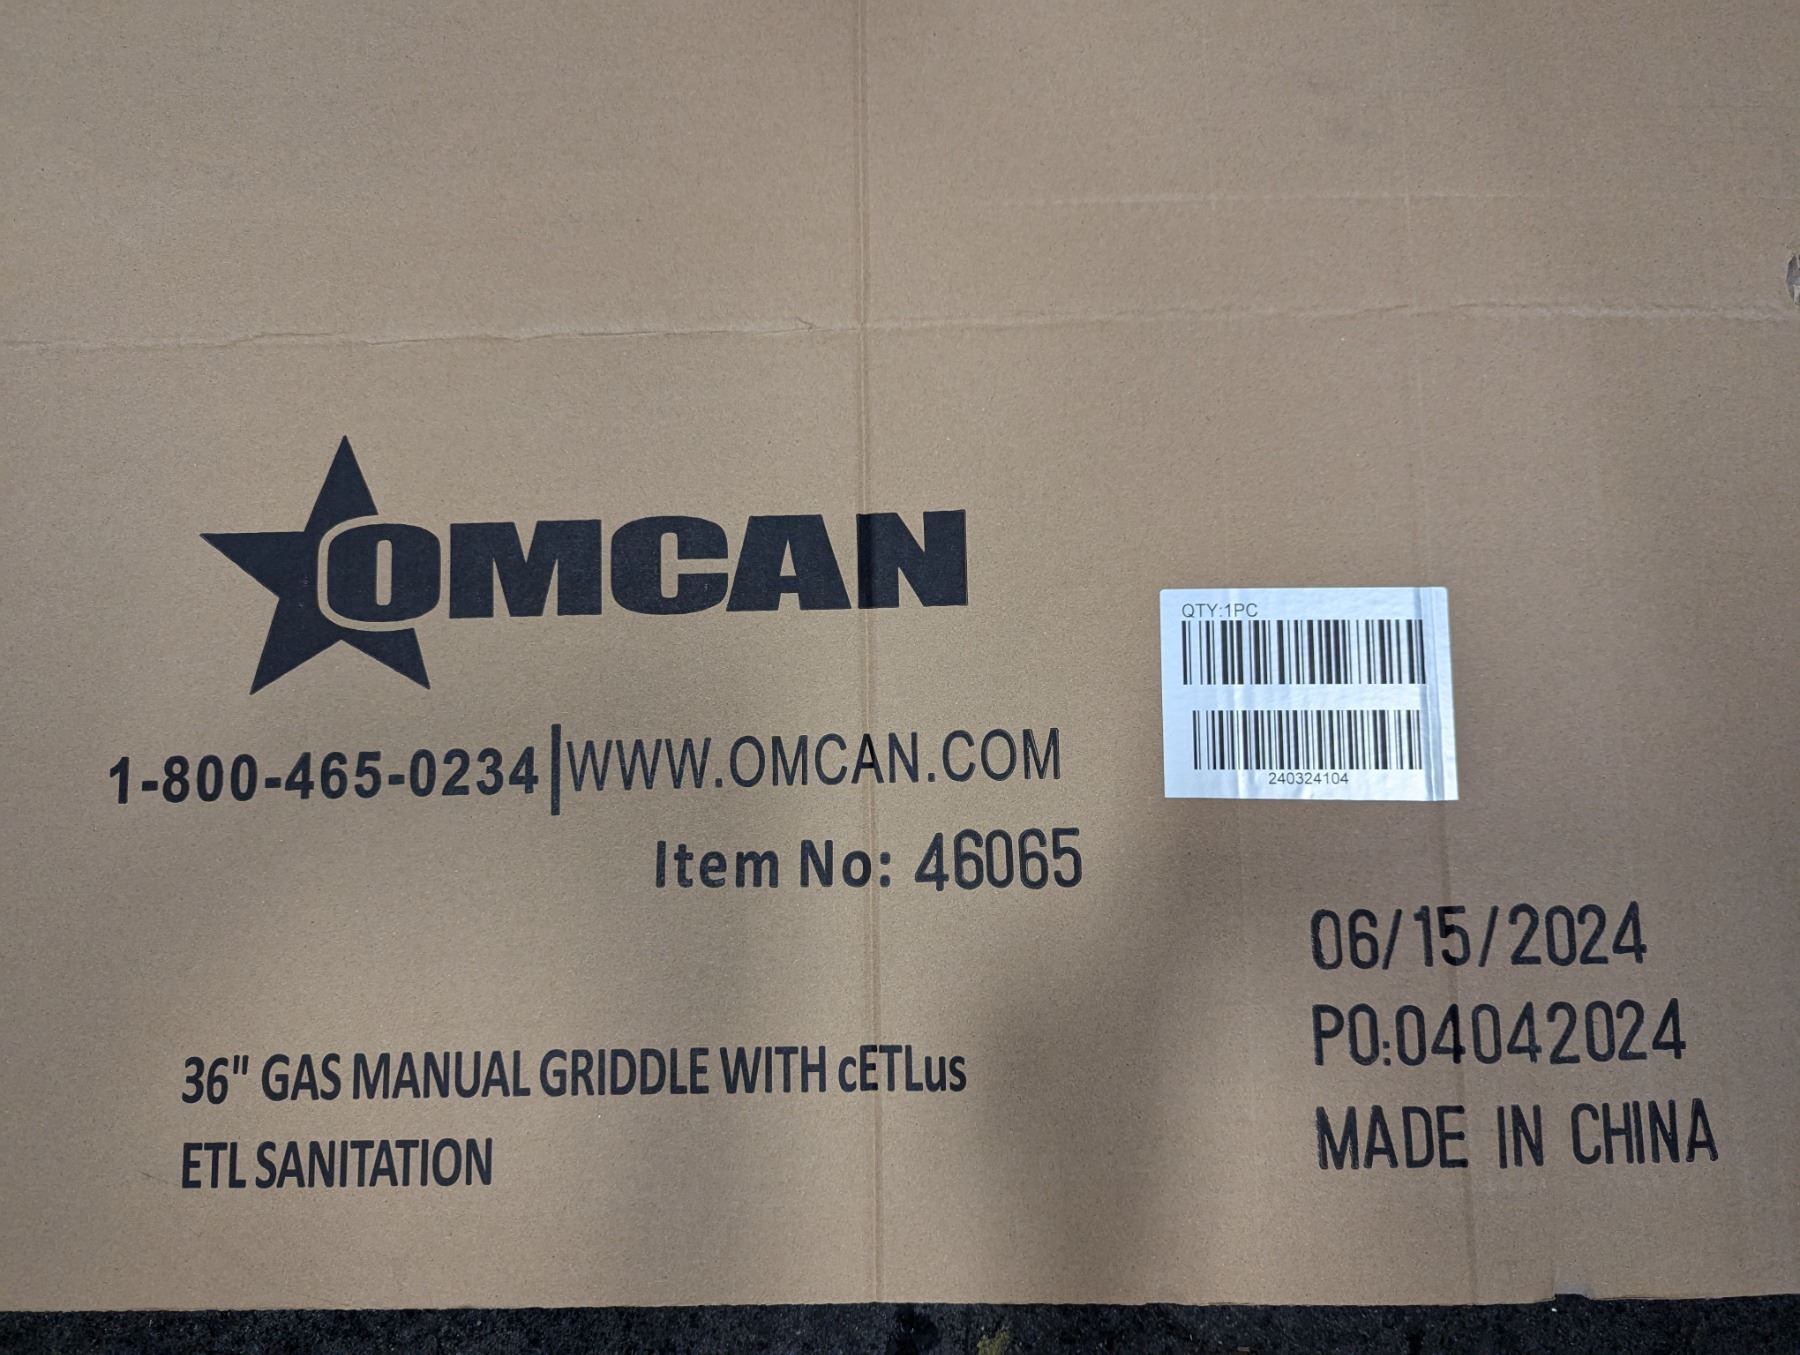 OMCAN
1-800-465-0234|WWW.OMCAN.COM
Item No: 46065
36" GAS MANUAL GRIDDLE WITH cETLus
ETL SANITATION
QTY:1PC
240324104
06/15/2024
PO:04042024
MADE IN CHINA